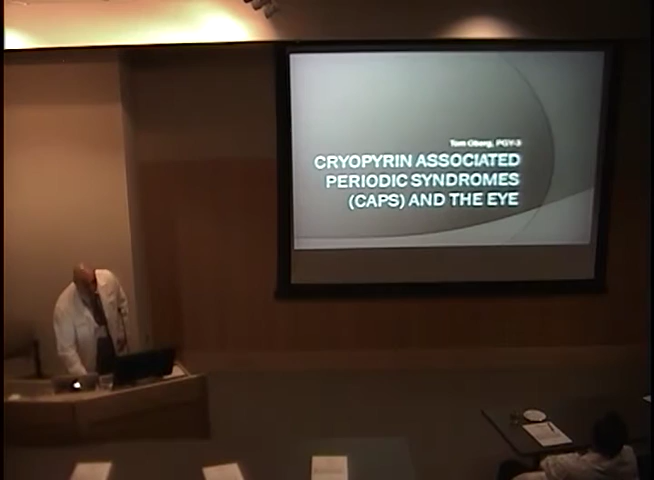 Tom Oberg, PGY-3
CRYOPYRIN ASSOCIATED
PERIODIC SYNDROMES
(CAPS) AND THE EYE